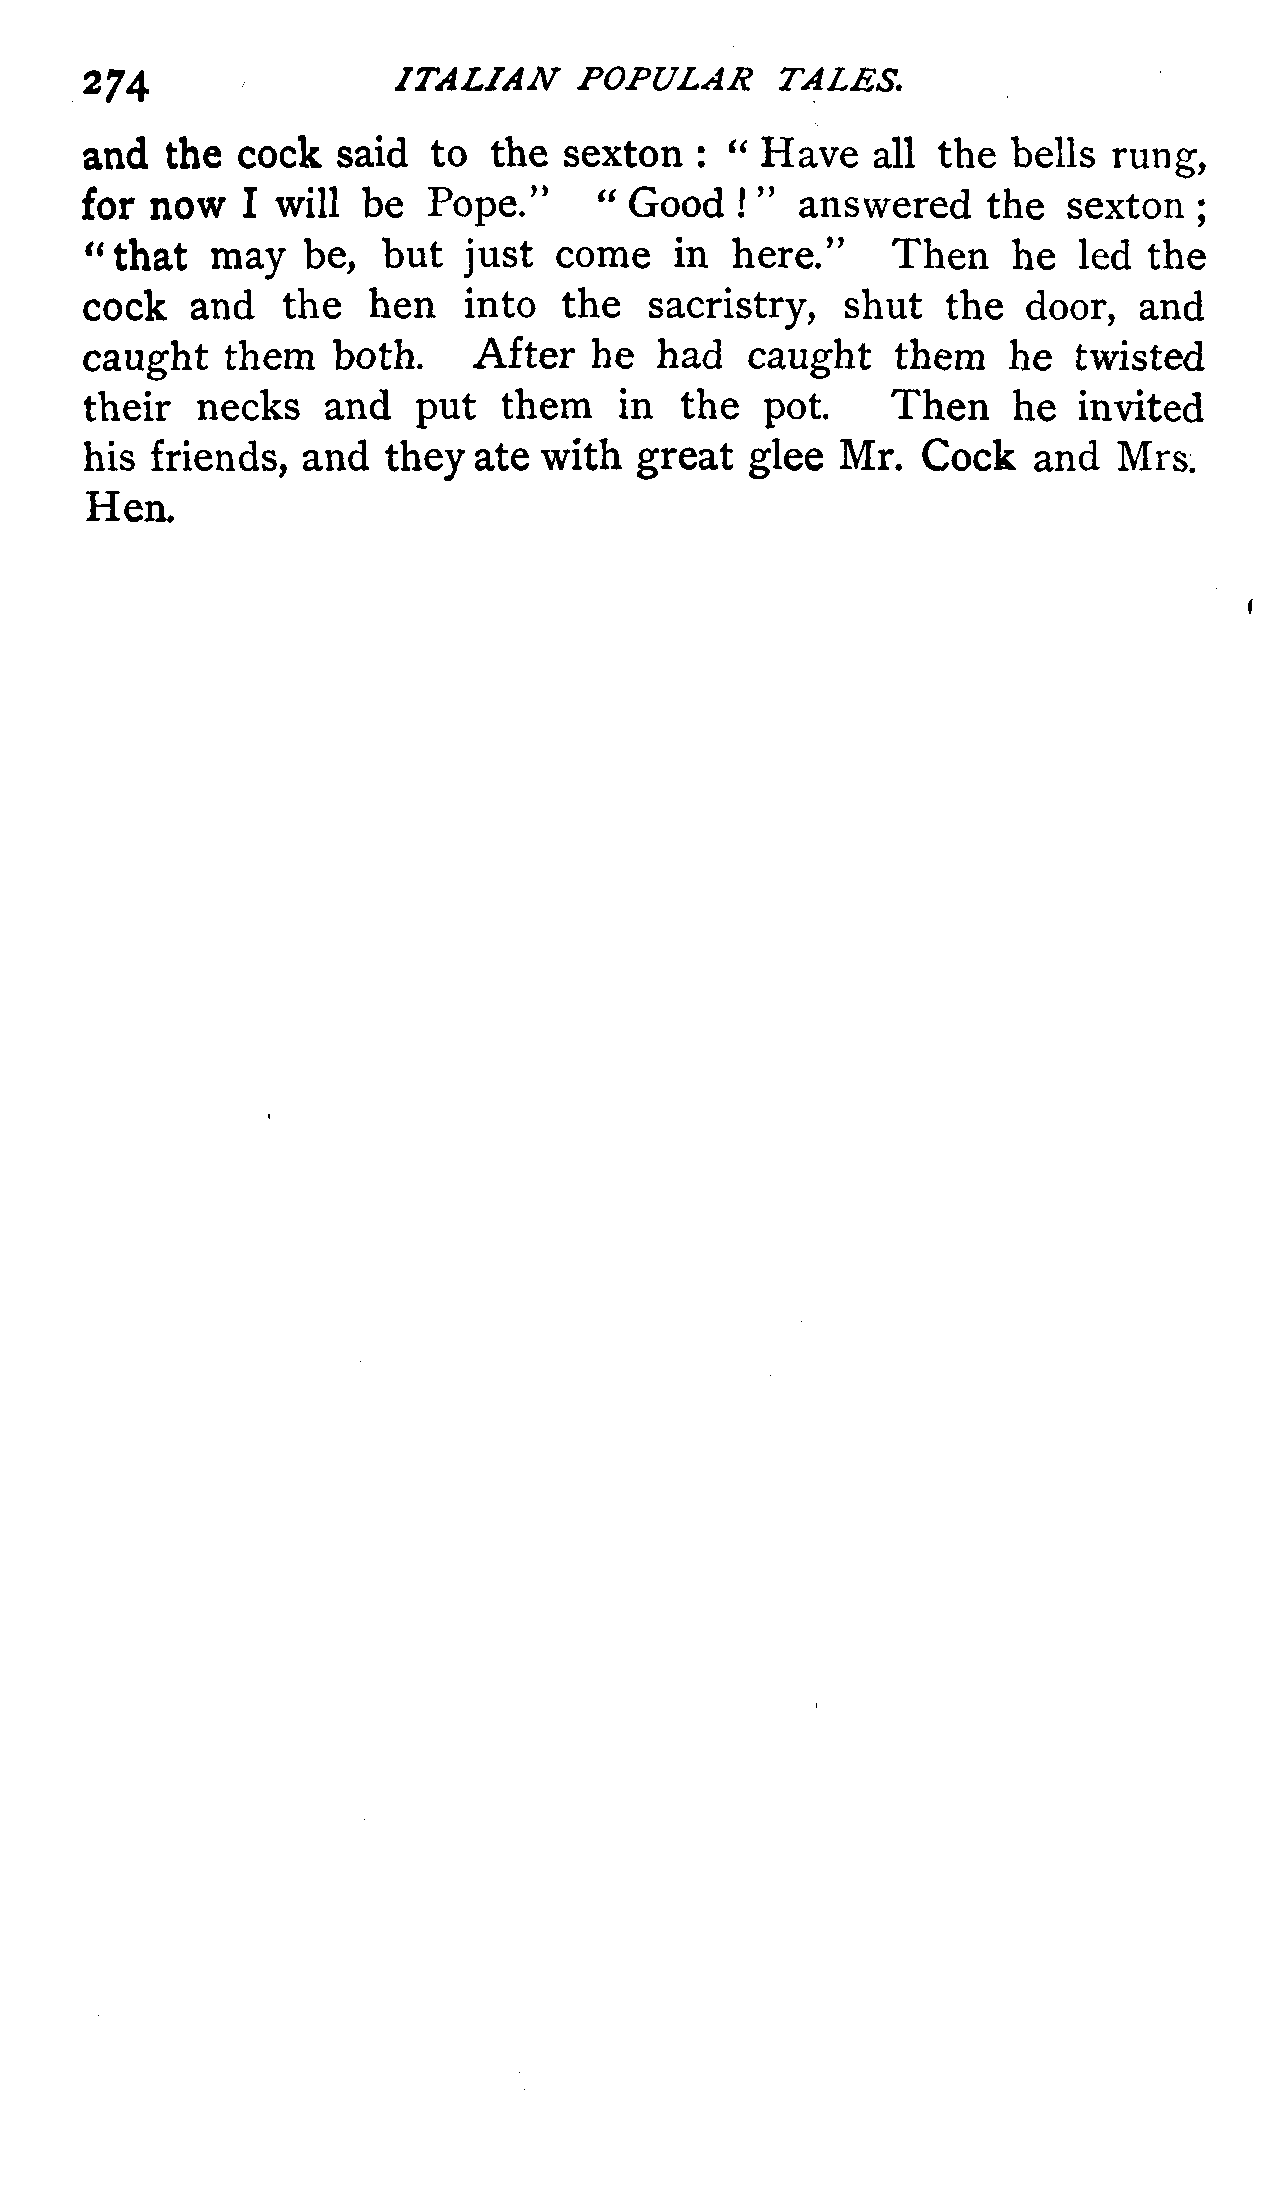 274 ITALIAN POPULAR TALES.
and the cock said to the sexton : " Have all the bells rung,
for now I will be Pope." " Good ! " answered the sexton ;
" that may be, but just come in here." Then he led the
cock and the hen into the sacristry, shut the door, and
caught them both. After he had caught them he twisted
their necks and put them in the pot. Then he invited
his friends, and they ate with great glee Mr. Cock and Mrs.
Hen.